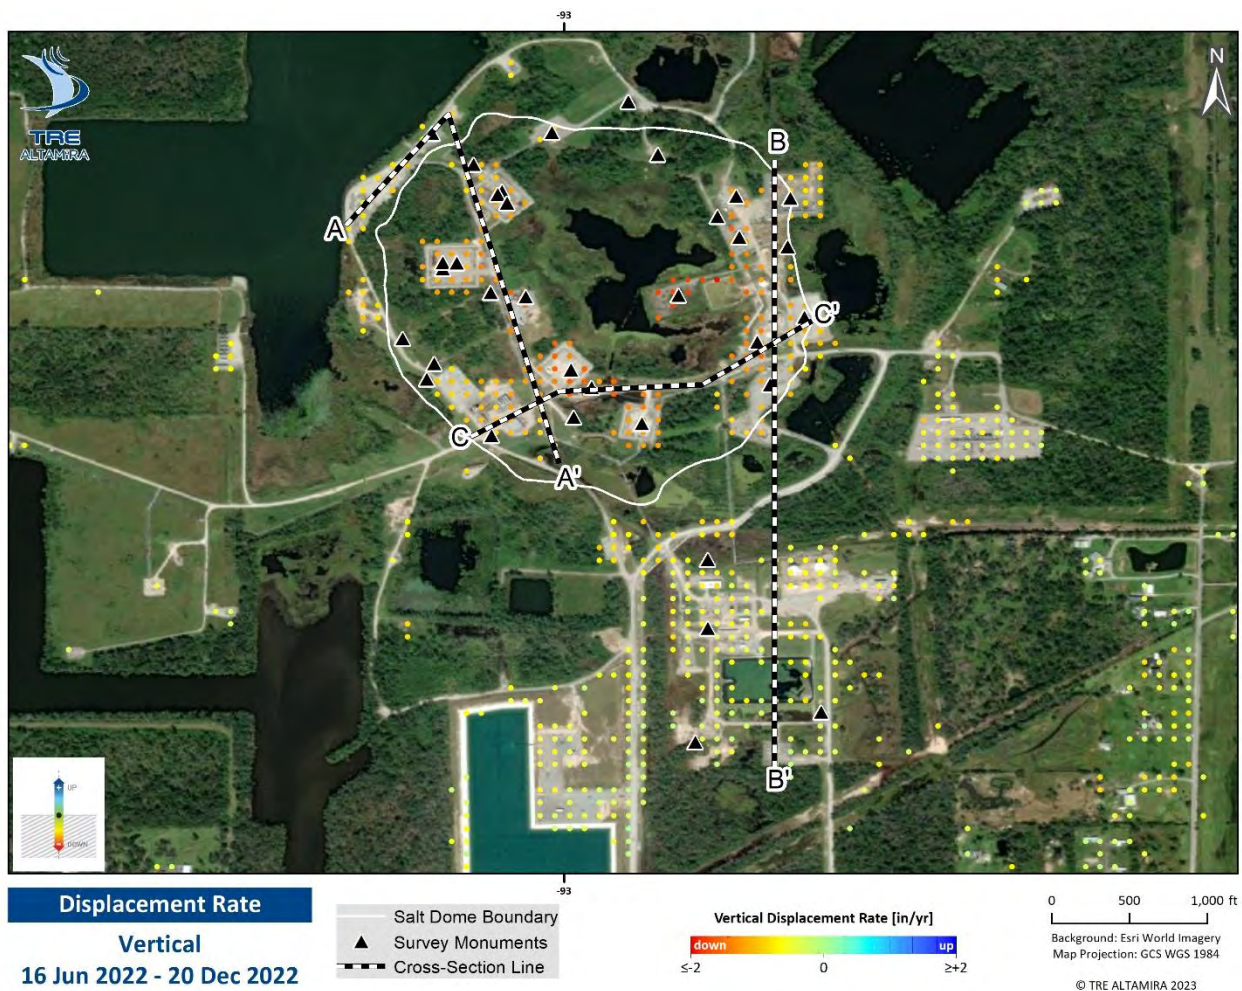 -93
TRE
ALTAMIRA
N
B
A
C'
C
A'
B'
UP
DOWN
-93
Displacement Rate
Vertical
16 Jun 2022 - 20 Dec 2022
Salt Dome Boundary
Survey Monuments
Cross-Section Line
Vertical Displacement Rate [in/yr]
down up
≤-2 0 ≥+2
0 500 1,000 ft
Background: Esri World Imagery
Map Projection: GCS WGS 1984
© TRE ALTAMIRA 2023